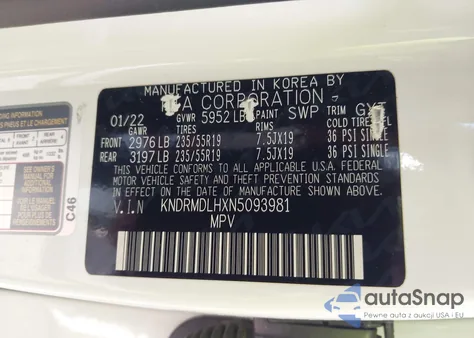 MANUFACTURED IN KOREA BY
CORPORATION
01/22 GVWR 5952 LB PAINT SWP TRIM
GAWR TIRES RIMS COLD
FRONT 2976 LB 235/55R19 7.5JX19 36 PSI SINGLE
REAR 3197 LB 235/55R19 7.5JX19 36 PSI SINGLE
THIS VEHICLE CONFORMS TO ALL APPLICABLE U.S.A. FEDERAL
MOTOR VEHICLE SAFETY AND THEFT PREVENTION
STANDARDS IN EFFECT ON THE DATE OF MANUFACTURE SHOWN ABOVE.
V.I.N KNDRMDLHXN5093981
MPV
C46
SEE OWNER'S
MANUAL
autaSnap
Pewne auta z aukcji USA i EU